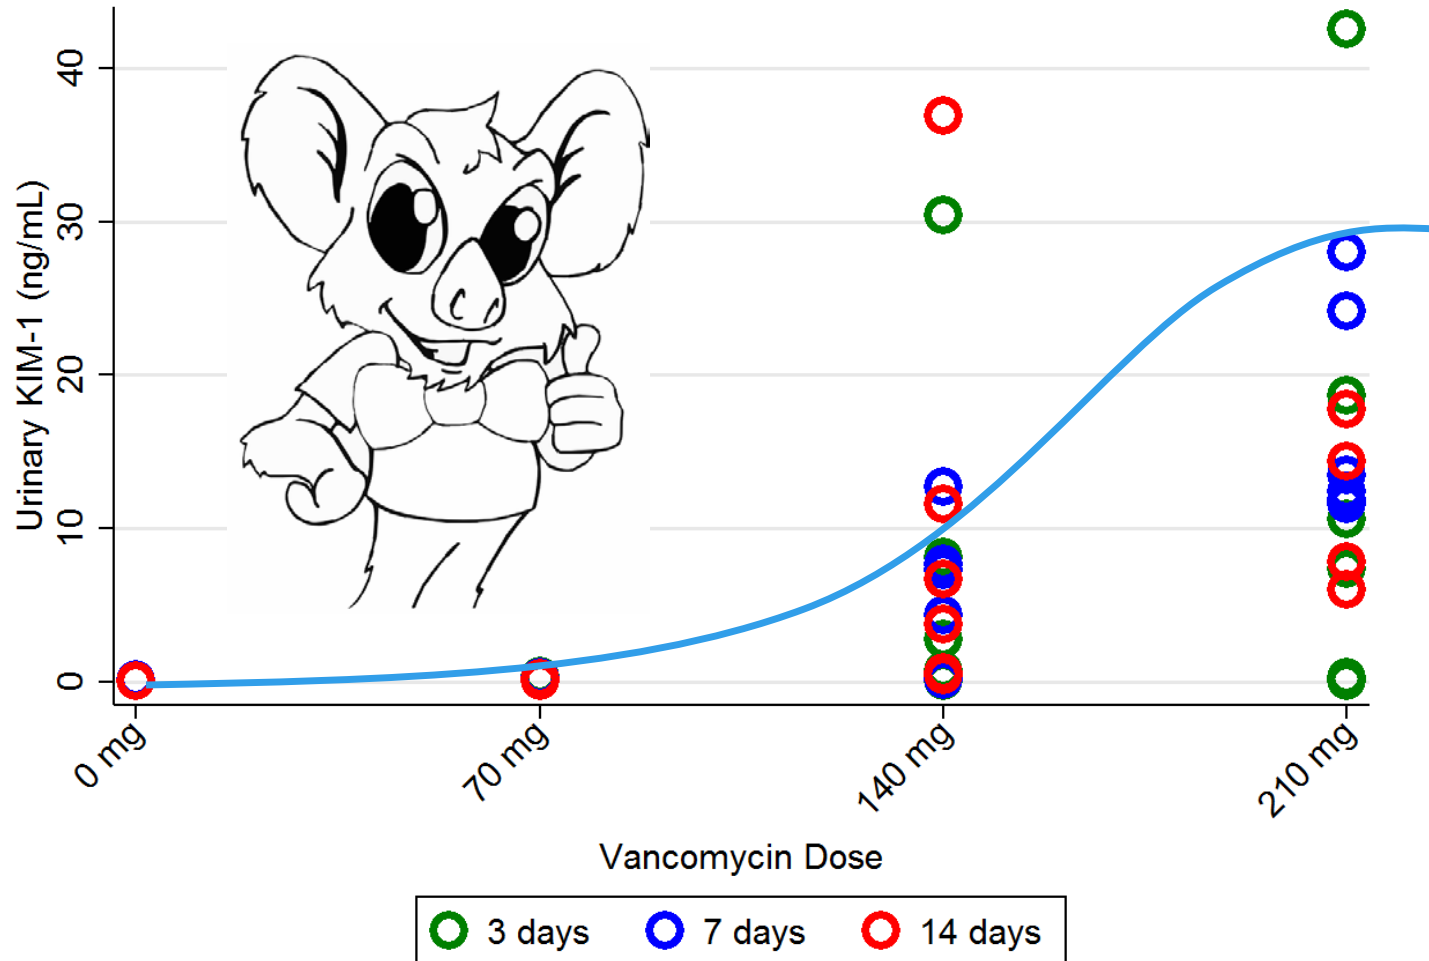 Urinary KIM-1 (ng/mL)
40
30
20
10
0
0 mg
70 mg
140 mg
210 mg
Vancomycin Dose
3 days
7 days
14 days